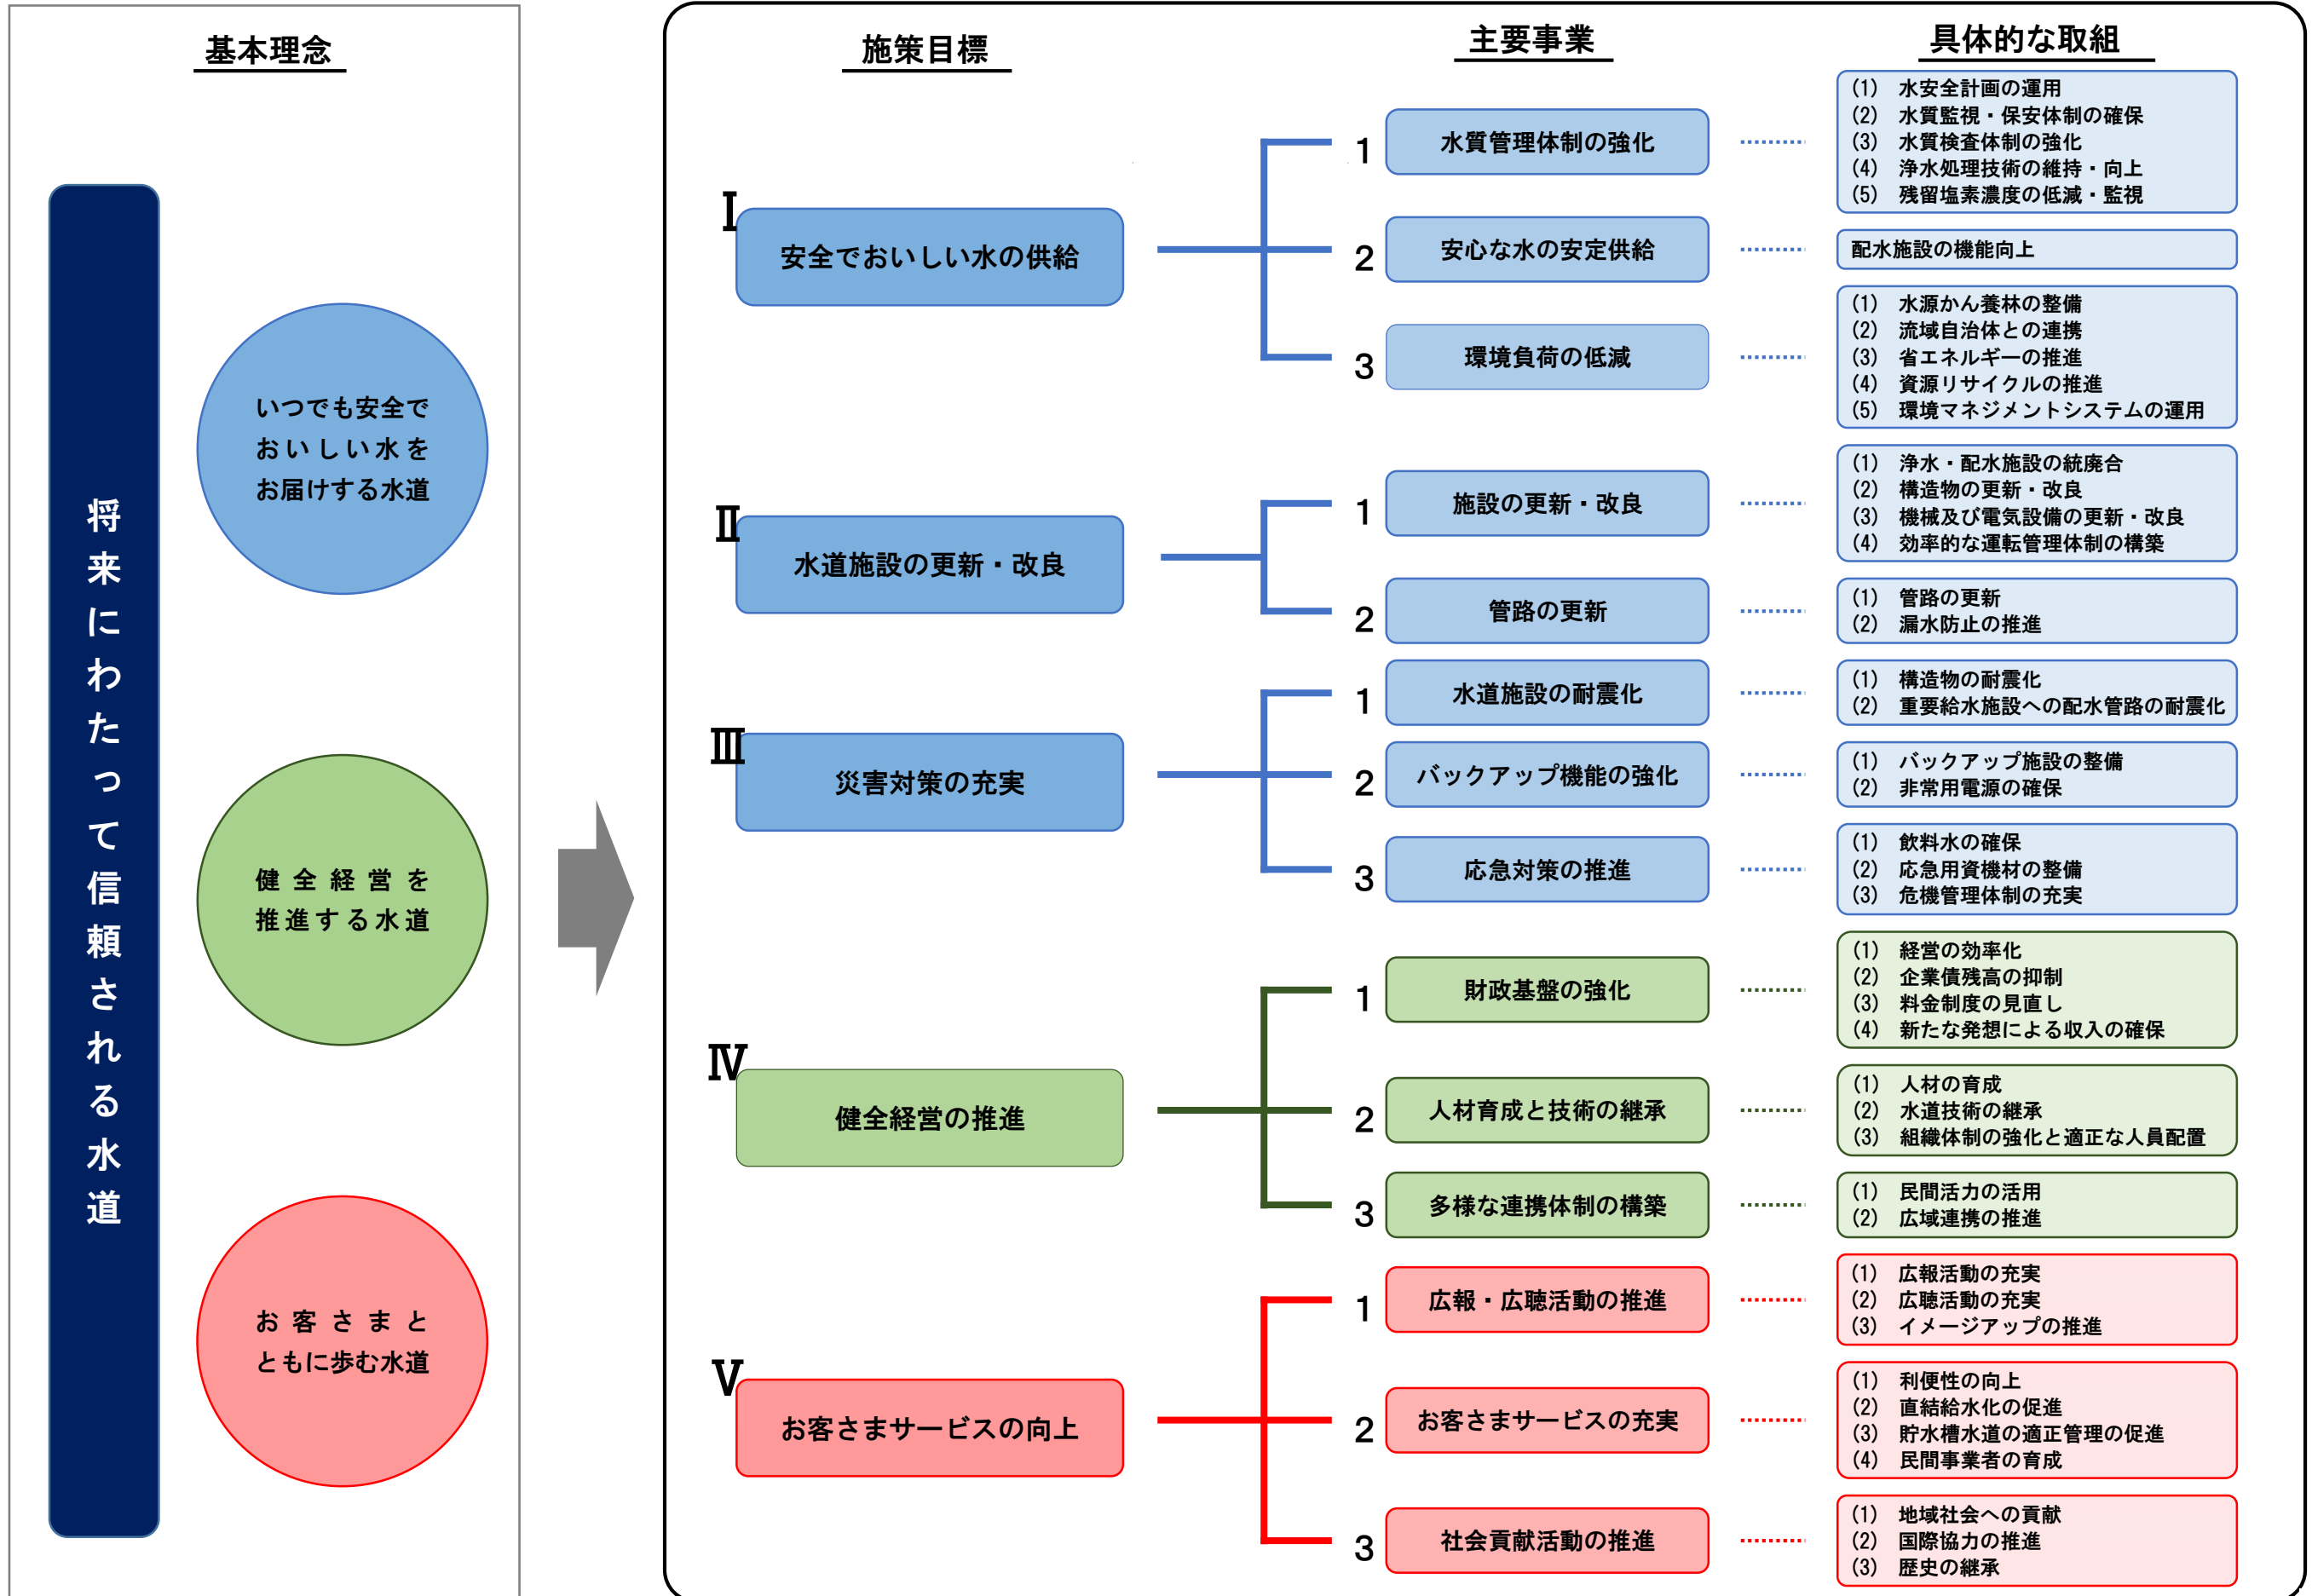 基本理念
将来にわたって信頼される水道
いつでも安全で
おいしい水を
お届けする水道
健全経営を
推進する水道
お客さまと
ともに歩む水道
施策目標
主要事業
具体的な取組
Ⅰ
安全でおいしい水の供給
1
水質管理体制の強化
(1) 水安全計画の運用
(2) 水質監視・保安体制の確保
(3) 水質検査体制の強化
(4) 浄水処理技術の維持・向上
(5) 残留塩素濃度の低減・監視
2
安心な水の安定供給
配水施設の機能向上
3
環境負荷の低減
(1) 水源かん養林の整備
(2) 流域自治体との連携
(3) 省エネルギーの推進
(4) 資源リサイクルの推進
(5) 環境マネジメントシステムの運用
Ⅱ
水道施設の更新・改良
1
施設の更新・改良
(1) 浄水・配水施設の統廃合
(2) 構造物の更新・改良
(3) 機械及び電気設備の更新・改良
(4) 効率的な運転管理体制の構築
2
管路の更新
(1) 管路の更新
(2) 漏水防止の推進
Ⅲ
災害対策の充実
1
水道施設の耐震化
(1) 構造物の耐震化
(2) 重要給水施設への配水管路の耐震化
2
バックアップ機能の強化
(1) バックアップ施設の整備
(2) 非常用電源の確保
3
応急対策の推進
(1) 飲料水の確保
(2) 応急用資機材の整備
(3) 危機管理体制の充実
Ⅳ
健全経営の推進
1
財政基盤の強化
(1) 経営の効率化
(2) 企業債残高の抑制
(3) 料金制度の見直し
(4) 新たな発想による収入の確保
2
人材育成と技術の継承
(1) 人材の育成
(2) 水道技術の継承
(3) 組織体制の強化と適正な人員配置
3
多様な連携体制の構築
(1) 民間活力の活用
(2) 広域連携の推進
Ⅴ
お客さまサービスの向上
1
広報・広聴活動の推進
(1) 広報活動の充実
(2) 広聴活動の充実
(3) イメージアップの推進
2
お客さまサービスの充実
(1) 利便性の向上
(2) 直結給水化の促進
(3) 貯水槽水道の適正管理の促進
(4) 民間事業者の育成
3
社会貢献活動の推進
(1) 地域社会への貢献
(2) 国際協力の推進
(3) 歴史の継承